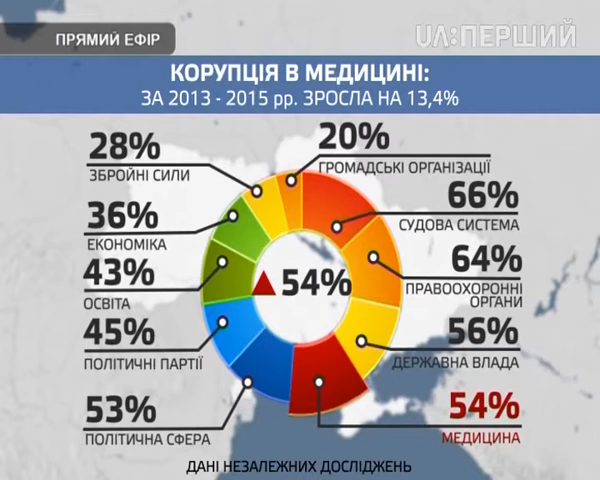 ПРЯМИЙ ЕФІР
UA:ПЕРШИЙ
КОРУПЦІЯ В МЕДИЦИНІ:
ЗА 2013 - 2015 рр. ЗРОСЛА НА 13,4%
28%
ЗБРОЙНІ СИЛИ
20%
ГРОМАДСЬКІ ОРГАНІЗАЦІЇ
36%
ЕКОНОМІКА
66%
СУДОВА СИСТЕМА
43%
ОСВІТА
54%
64%
ПРАВООХОРОННІ
ОРГАНИ
45%
ПОЛІТИЧНІ ПАРТІЇ
56%
ДЕРЖАВНА ВЛАДА
53%
ПОЛІТИЧНА СФЕРА
54%
МЕДИЦИНА
ДАНІ НЕЗАЛЕЖНИХ ДОСЛІДЖЕНЬ